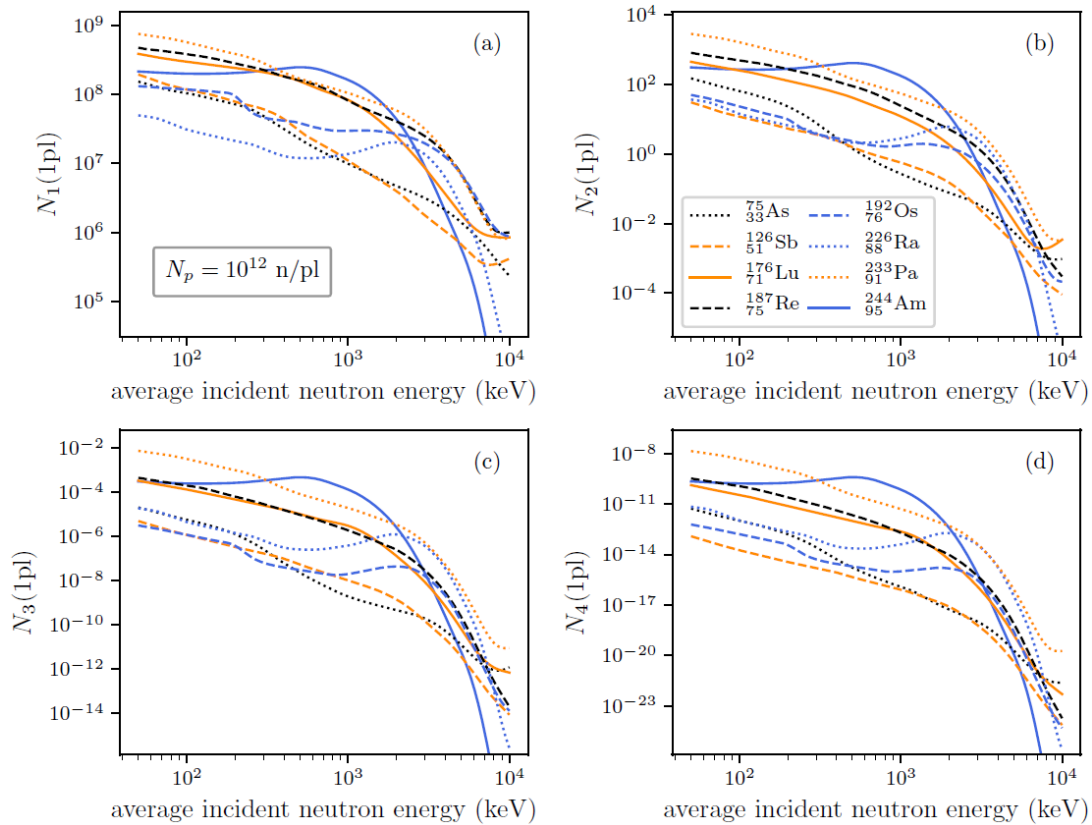 (a)
10^9
10^8
10^7
10^6
10^5
N_1(1pl)
N_p = 10^{12} n/pl
10^2
10^3
10^4
average incident neutron energy (keV)
(b)
10^4
10^2
10^0
10^{-2}
10^{-4}
N_2(1pl)
^{75}_{33}As
^{126}_{51}Sb
^{176}_{71}Lu
^{187}_{75}Re
^{192}_{76}Os
^{226}_{88}Ra
^{233}_{91}Pa
^{244}_{95}Am
10^2
10^3
10^4
average incident neutron energy (keV)
(c)
10^{-2}
10^{-4}
10^{-6}
10^{-8}
10^{-10}
10^{-12}
10^{-14}
N_3(1pl)
10^2
10^3
10^4
average incident neutron energy (keV)
(d)
10^{-8}
10^{-11}
10^{-14}
10^{-17}
10^{-20}
10^{-23}
N_4(1pl)
10^2
10^3
10^4
average incident neutron energy (keV)